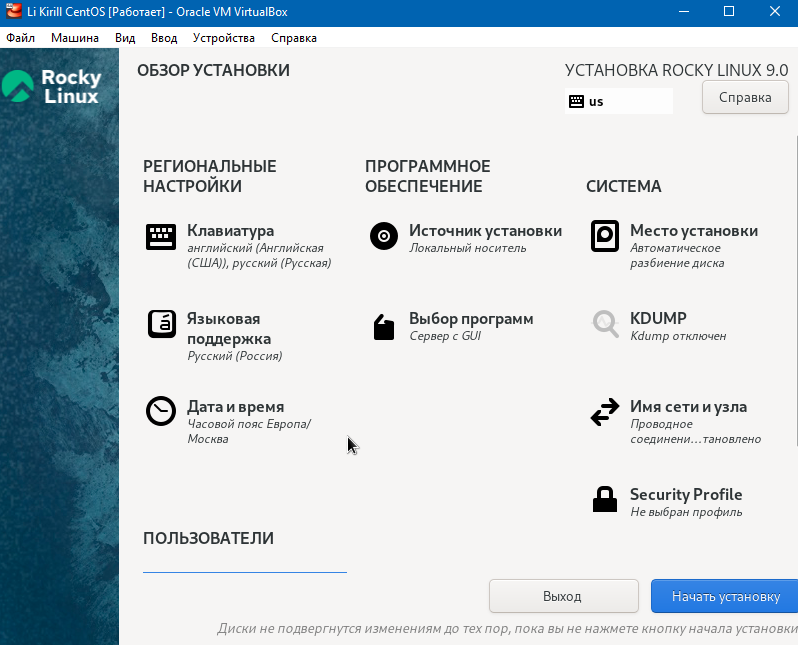 Li Kirill CentOS [Работает] - Oracle VM VirtualBox
Файл Машина Вид Ввод Устройства Справка
Rocky
Linux
ОБЗОР УСТАНОВКИ
УСТАНОВКА ROCKY LINUX 9.0
us
Справка
РЕГИОНАЛЬНЫЕ
НАСТРОЙКИ
Клавиатура
английский (Английская
(США)), русский (Русская)
Языковая
поддержка
Русский (Россия)
Дата и время
Часовой пояс Европа/
Москва
ПРОГРАММНОЕ
ОБЕСПЕЧЕНИЕ
Источник установки
Локальный носитель
Выбор программ
Сервер с GUI
СИСТЕМА
Место установки
Автоматическое
разбиение диска
KDUMP
Kdump отключен
Имя сети и узла
Проводное
соединени...тановлено
Security Profile
Не выбран профиль
ПОЛЬЗОВАТЕЛИ
Выход
Начать установку
Диски не подвергнутся изменениям до тех пор, пока вы не нажмете кнопку начала установки